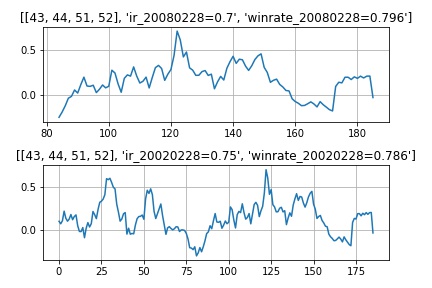 [[43, 44, 51, 52], 'ir_20080228=0.7', 'winrate_20080228=0.796']
0.5
0.0
80 100 120 140 160 180
[[43, 44, 51, 52], 'ir_20020228=0.75', 'winrate_20020228=0.786']
0.5
0.0
0 25 50 75 100 125 150 175